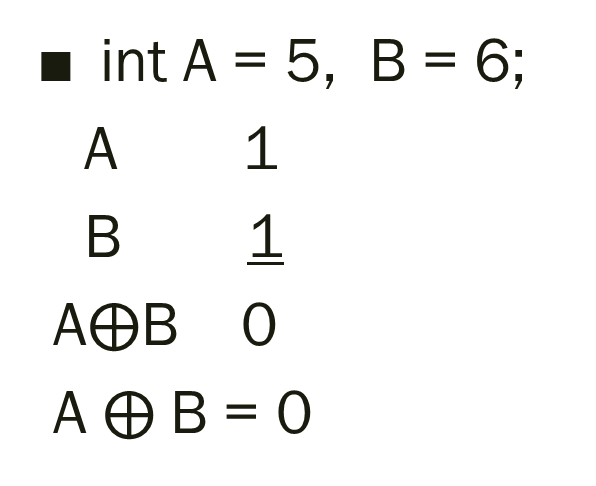 ■ int A = 5, B = 6;
A 1
B 1
A⊕B 0
A ⊕ B = 0